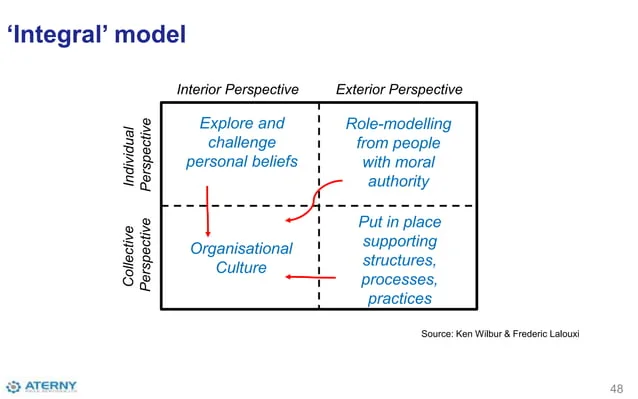 ‘Integral’ model
Interior Perspective
Exterior Perspective
Individual
Perspective
Explore and
challenge
personal beliefs
Role-modelling
from people
with moral
authority
Collective
Perspective
Organisational
Culture
Put in place
supporting
structures,
processes,
practices
Source: Ken Wilbur & Frederic Lalouxi
ATERNY
48